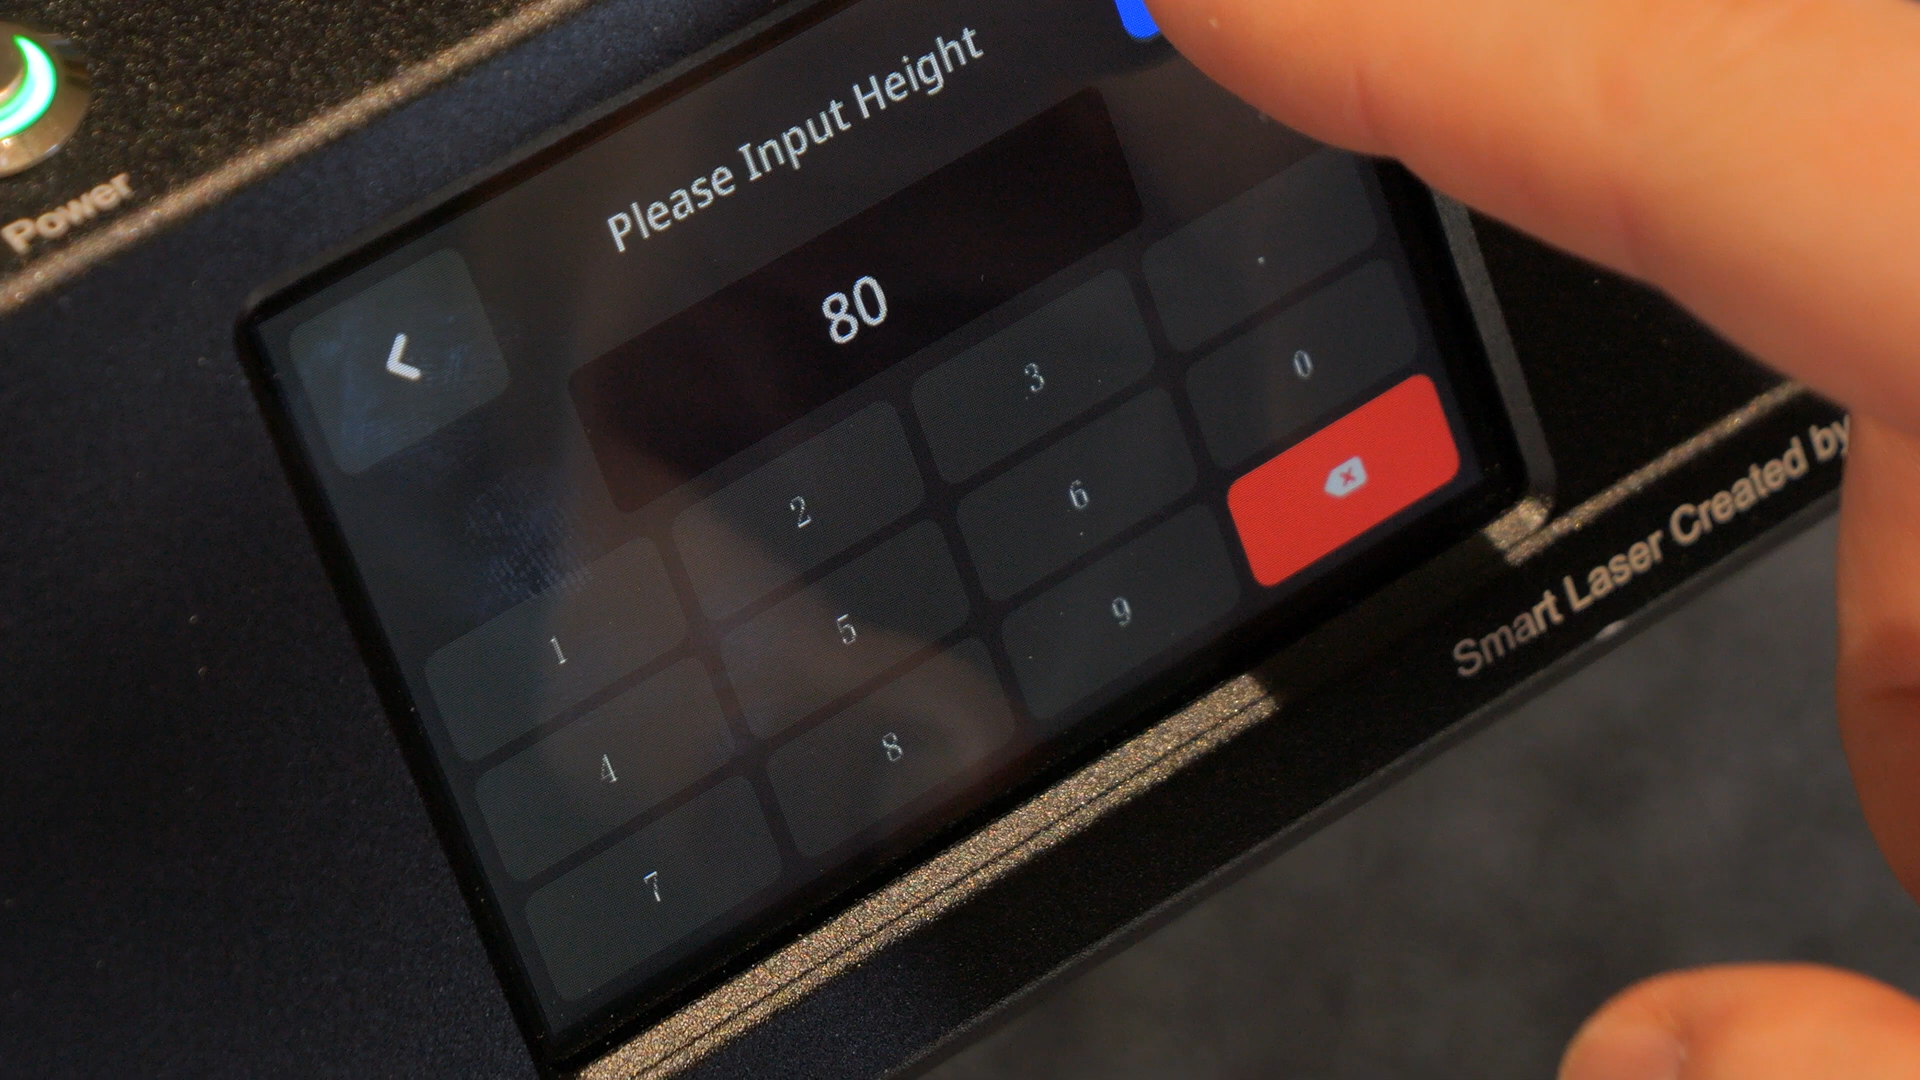 Power
Please Input Height
80
1 2 3 .
4 5 6 0
7 8 9
Smart Laser Created by